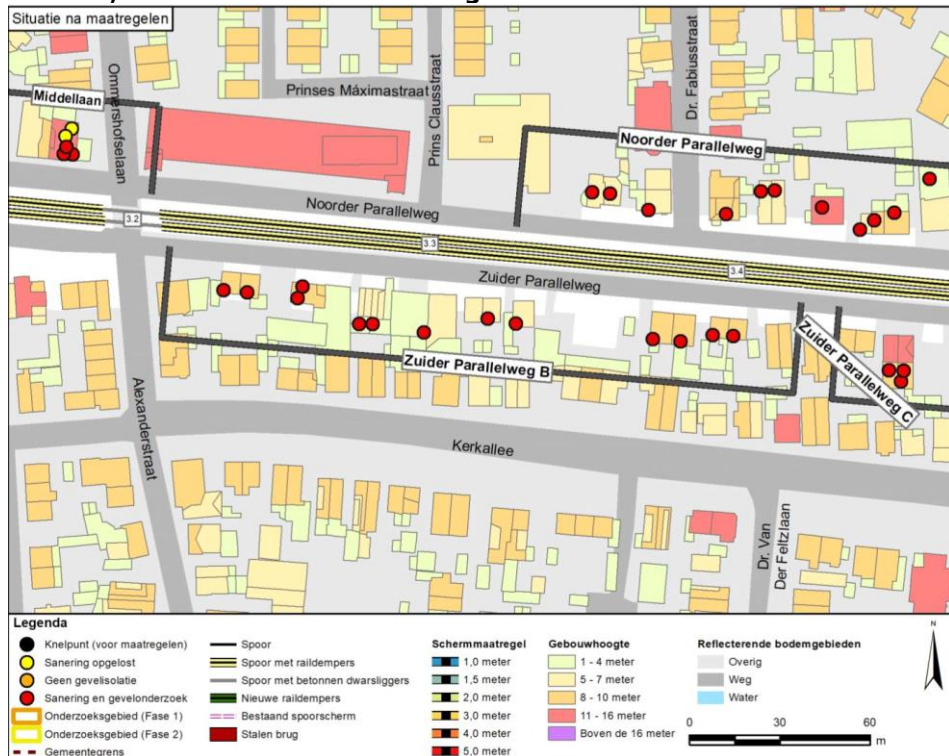 Situatie na maatregelen
Middellaan
Ommershofselaan
Prinses Máximastraat
Prins Clausstraat
Dr. Fabiusstraat
Noorder Parallelweg
Noorder Parallelweg
3.2
3.3
3.4
Zuider Parallelweg
Zuider Parallelweg B
Zuider Parallelweg C
Alexanderstraat
Kerkallee
Dr. Van
Der Feltzlaan
Legenda
Knelpunt (voor maatregelen)
Sanering opgelost
Geen gevelisolatie
Sanering en gevelonderzoek
Onderzoeksgebied (Fase 1)
Onderzoeksgebied (Fase 2)
Gemeentegrens
Spoor
Spoor met raildempers
Spoor met betonnen dwarsliggers
Nieuwe raildempers
Bestaand spoorscherm
Stalen brug
Schermmaatregel
1,0 meter
1,5 meter
2,0 meter
3,0 meter
4,0 meter
5,0 meter
Gebouwhoogte
1 - 4 meter
5 - 7 meter
8 - 10 meter
11 - 16 meter
Boven de 16 meter
Reflecterende bodemgebieden
Overig
Weg
Water
N
0 30 60
m